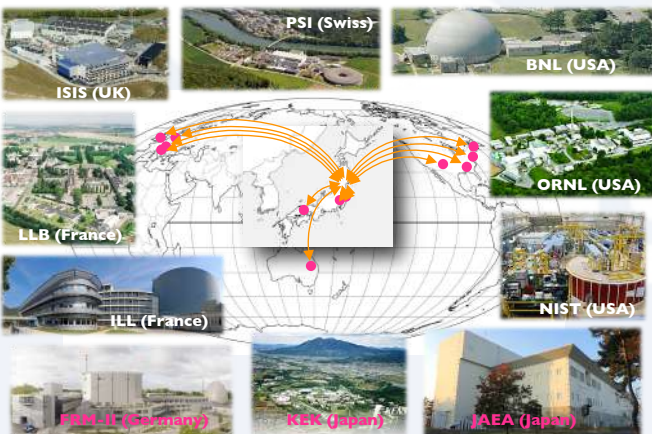 PSI (Swiss)
BNL (USA)
ISIS (UK)
ORNL (USA)
LLB (France)
NIST (USA)
ILL (France)
FRM-II (Germany)
KEK (Japan)
JAEA (Japan)